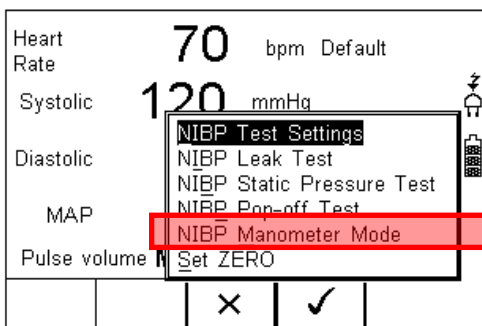 Heart Rate 70 bpm Default
Systolic 120 mmHg
NIBP Test Settings
NIBP Leak Test
Diastolic
NIBP Static Pressure Test
NIBP Pop-off Test
MAP
NIBP Manometer Mode
Pulse volume
Set ZERO